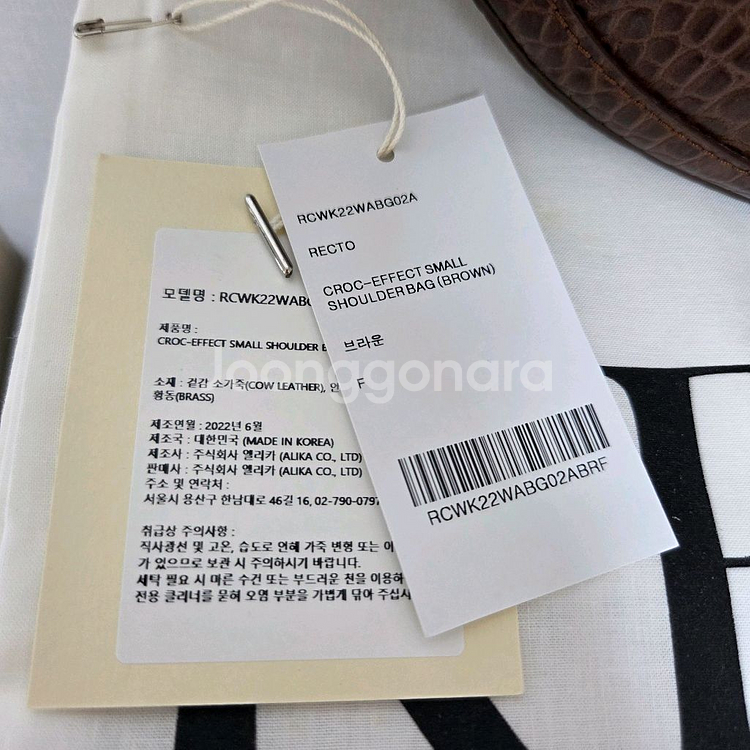 RCWK22WABG02A
RECTO
CROC-EFFECT SMALL
SHOULDER BAG (BROWN)
브라운
F
RCWK22WABG02ABRF
모델명 : RCWK22WABG
제품명 :
CROC-EFFECT SMALL SHOULDER
소재 : 겉감 소가죽(COW LEATHER), 안
황동(BRASS)
제조연월 : 2022년 6월
제조국 : 대한민국 (MADE IN KOREA)
제조사 : 주식회사 엘리카 (ALIKA CO., LTD)
판매사 : 주식회사 엘리카 (ALIKA CO., LTD)
주소 및 연락처 :
서울시 용산구 한남대로 46길 16, 02-790-0797
취급상 주의사항 :
직사광선 및 고온, 습도로 연해 가죽 변형 또는 이
가 있으므로 보관 시 주의하시기 바랍니다.
세탁 필요 시 마른 수건 또는 부드러운 천을 이용하
전용 클리너를 묻혀 오염 부분을 가볍게 닦아 주십시
joonggonara